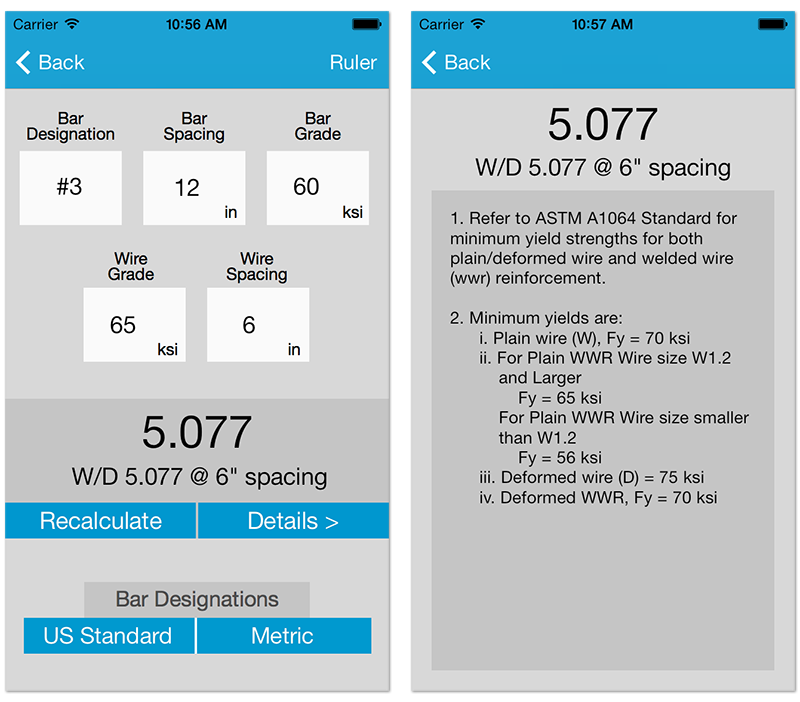 Carrier 10:56 AM
Back Ruler
Bar Designation
Bar Spacing
Bar Grade
#3
12 in
60 ksi
Wire Grade
Wire Spacing
65 ksi
6 in
5.077
W/D 5.077 @ 6" spacing
Recalculate
Details >
Bar Designations
US Standard
Metric
Carrier 10:57 AM
Back
5.077
W/D 5.077 @ 6" spacing
1. Refer to ASTM A1064 Standard for
minimum yield strengths for both
plain/deformed wire and welded wire
(wwr) reinforcement.
2. Minimum yields are:
i. Plain wire (W), Fy = 70 ksi
ii. For Plain WWR Wire size W1.2
and Larger
Fy = 65 ksi
For Plain WWR Wire size smaller
than W1.2
Fy = 56 ksi
iii. Deformed wire (D) = 75 ksi
iv. Deformed WWR, Fy = 70 ksi